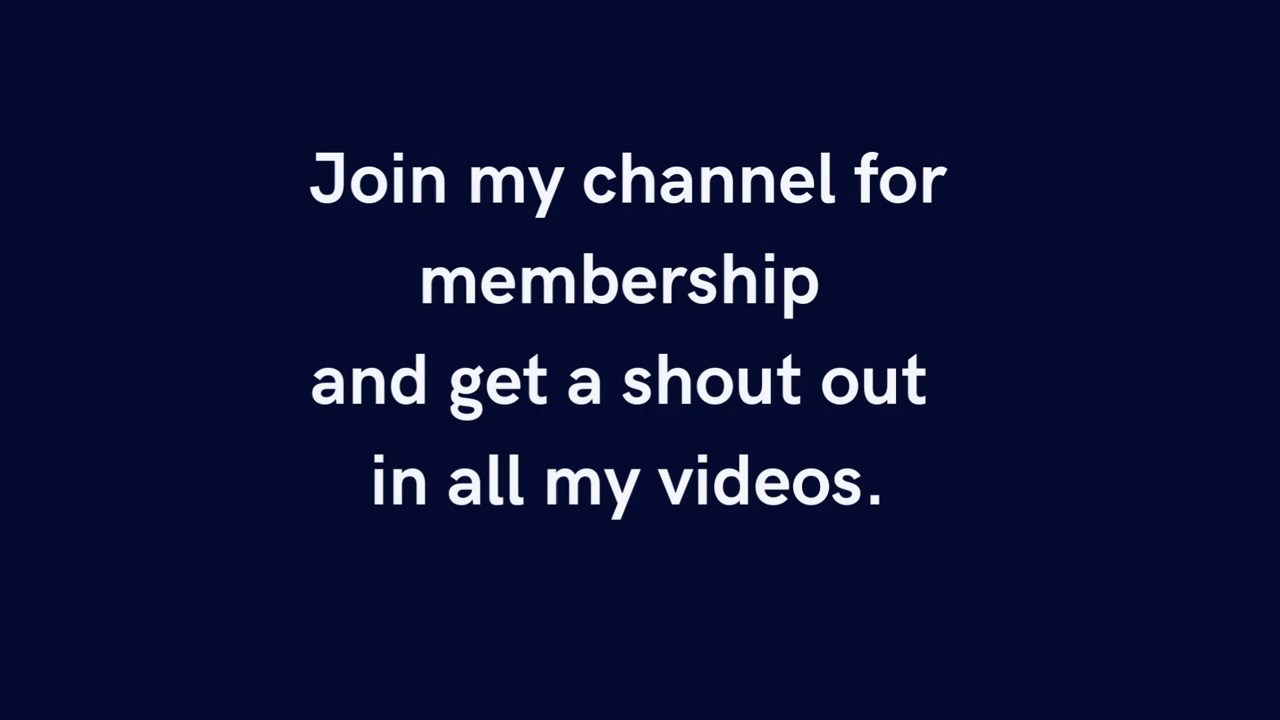 Join my channel for
membership
and get a shout out
in all my videos.